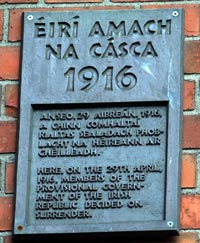 ÉIRÍ AMACH
NA CÁSCA
1916
ANSEO, 29 AIBREÁN, 1916,
A CHINN COMHALTAÍ
RIALTAS SEALADACH PHOB-
LACHT NA HÉIREANN AR
GHÉILLEADH.
HERE ON THE 29TH APRIL
1916, MEMBERS OF THE
PROVISIONAL GOVERN-
MENT OF THE IRISH
REPUBLIC DECIDED ON
SURRENDER.